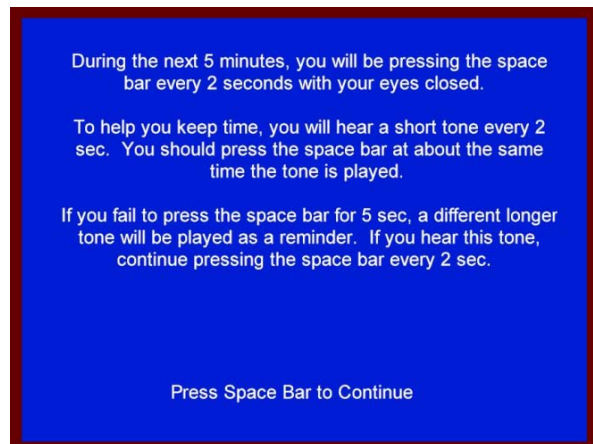 During the next 5 minutes, you will be pressing the space
bar every 2 seconds with your eyes closed.
To help you keep time, you will hear a short tone every 2
sec. You should press the space bar at about the same
time the tone is played.
If you fail to press the space bar for 5 sec, a different longer
tone will be played as a reminder. If you hear this tone,
continue pressing the space bar every 2 sec.
Press Space Bar to Continue